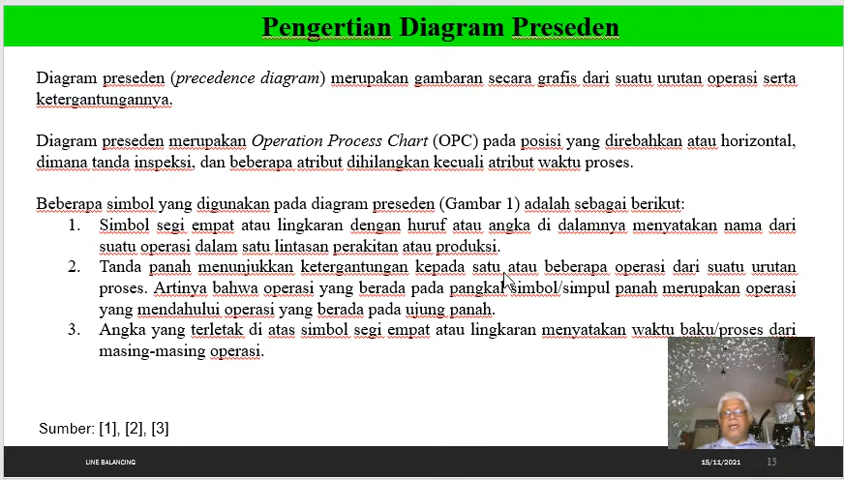 Pengertian Diagram Preseden
Diagram preseden (precedence diagram) merupakan gambaran secara grafis dari suatu urutan operasi serta
ketergantungannya.
Diagram preseden merupakan Operation Process Chart (OPC) pada posisi yang direbahkan atau horizontal,
dimana tanda inspeksi, dan beberapa atribut dihilangkan kecuali atribut waktu proses.
Beberapa simbol yang digunakan pada diagram preseden (Gambar 1) adalah sebagai berikut:
1. Simbol segi empat atau lingkaran dengan huruf atau angka di dalamnya menyatakan nama dari
suatu operasi dalam satu lintasan perakitan atau produksi.
2. Tanda panah menunjukkan ketergantungan kepada satu atau beberapa operasi dari suatu urutan
proses. Artinya bahwa operasi yang berada pada pangkal simbol/simpul panah merupakan operasi
yang mendahului operasi yang berada pada ujung panah.
3. Angka yang terletak di atas simbol segi empat atau lingkaran menyatakan waktu baku/proses dari
masing-masing operasi.
Sumber: [1], [2], [3]
LINE BALANCING
15/11/2021
13